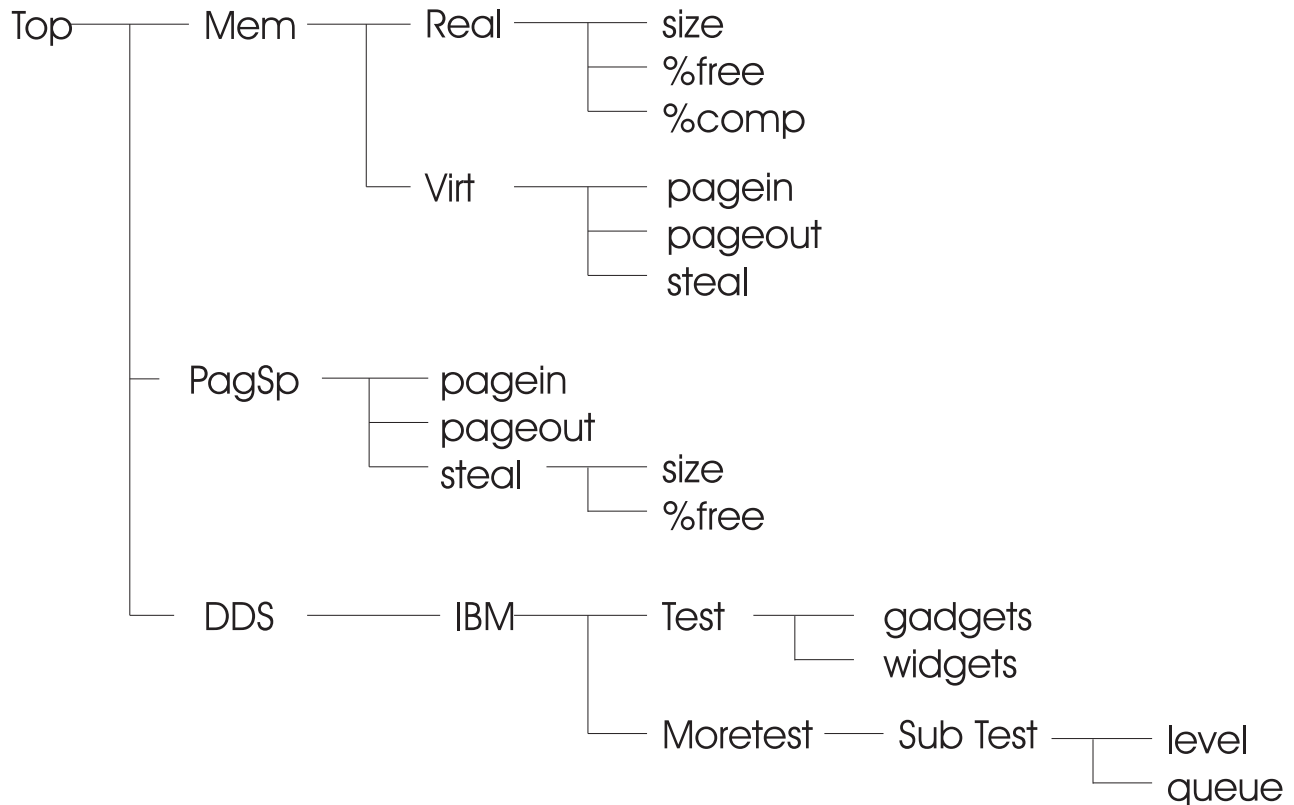 Top Mem Real size
%free
%comp
Virt pagein
pageout
steal
PagSp pagein
pageout
steal size
%free
DDS IBM Test gadgets
widgets
Moretest Sub Test level
queue